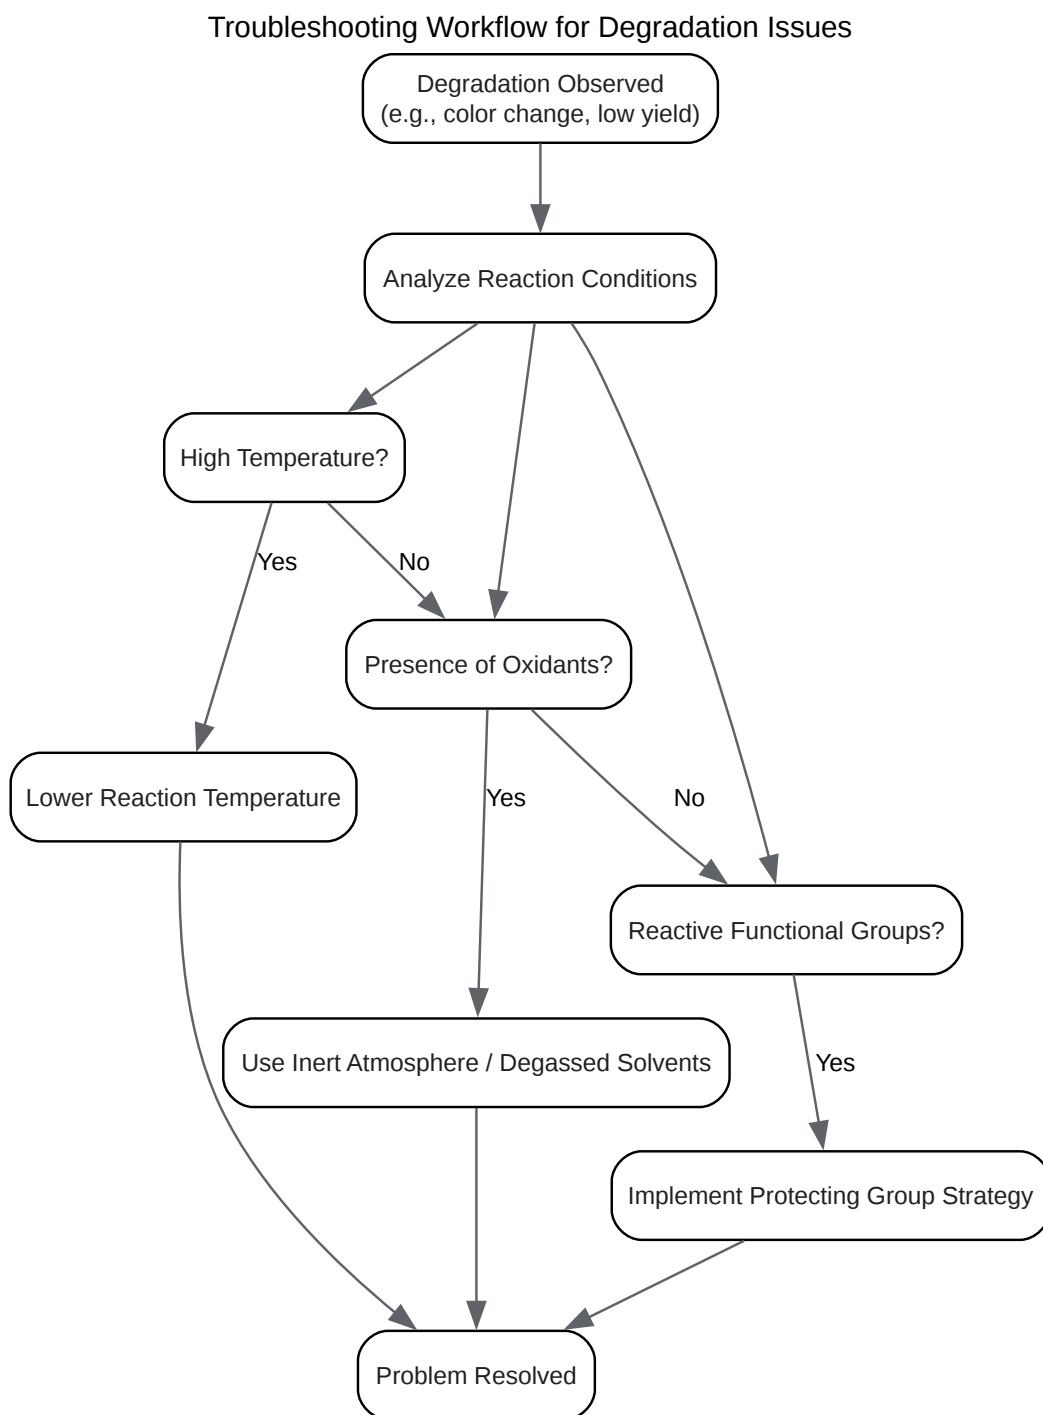 Troubleshooting Workflow for Degradation Issues
Degradation Observed
(e.g., color change, low yield)
Analyze Reaction Conditions
High Temperature?
Yes
No
Presence of Oxidants?
Lower Reaction Temperature
Yes
No
Reactive Functional Groups?
Use Inert Atmosphere / Degassed Solvents
Yes
Implement Protecting Group Strategy
Problem Resolved